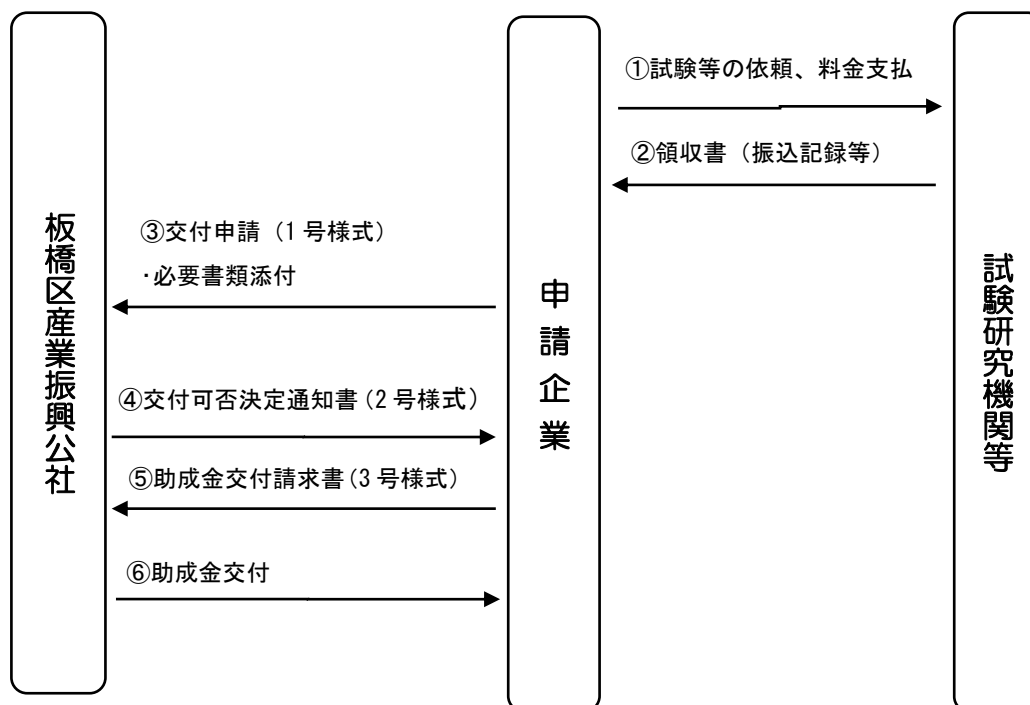 板橋区産業振興公社
申請企業
試験研究機関等
①試験等の依頼、料金支払
②領収書（振込記録等）
③交付申請（1号様式）
・必要書類添付
④交付可否決定通知書(2号様式)
⑤助成金交付請求書(3号様式)
⑥助成金交付